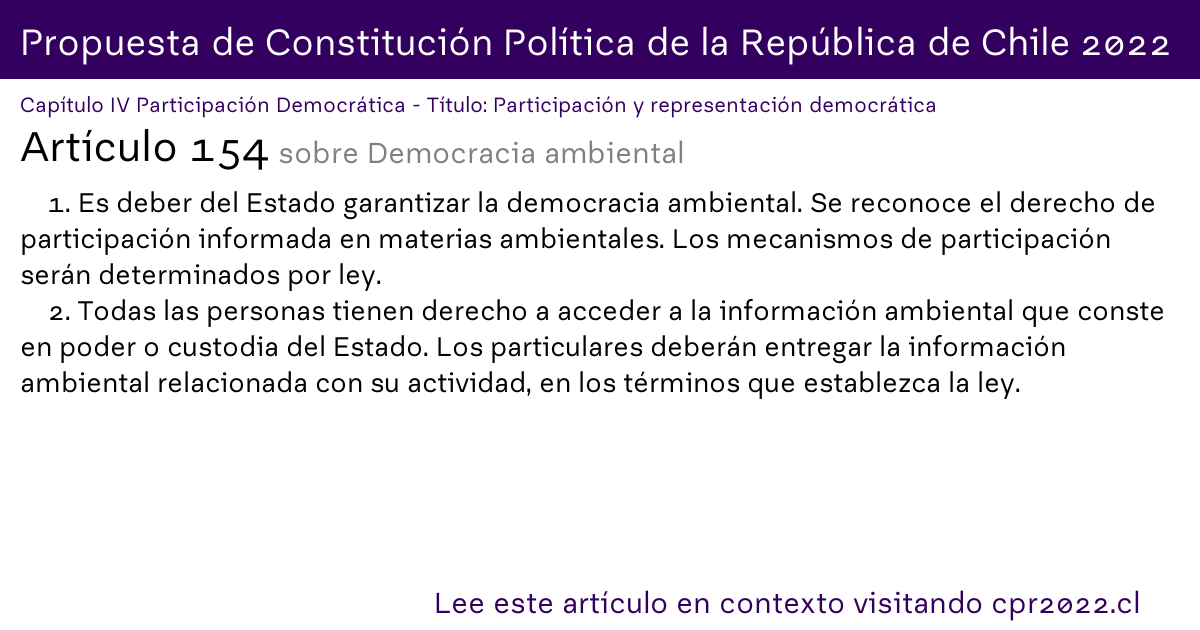 Propuesta de Constitución Política de la República de Chile 2022
Capítulo IV Participación Democrática - Título: Participación y representación democrática
Artículo 154 sobre Democracia ambiental
1. Es deber del Estado garantizar la democracia ambiental. Se reconoce el derecho de
participación informada en materias ambientales. Los mecanismos de participación
serán determinados por ley.
2. Todas las personas tienen derecho a acceder a la información ambiental que conste
en poder o custodia del Estado. Los particulares deberán entregar la información
ambiental relacionada con su actividad, en los términos que establezca la ley.
Lee este artículo en contexto visitando cpr2022.cl